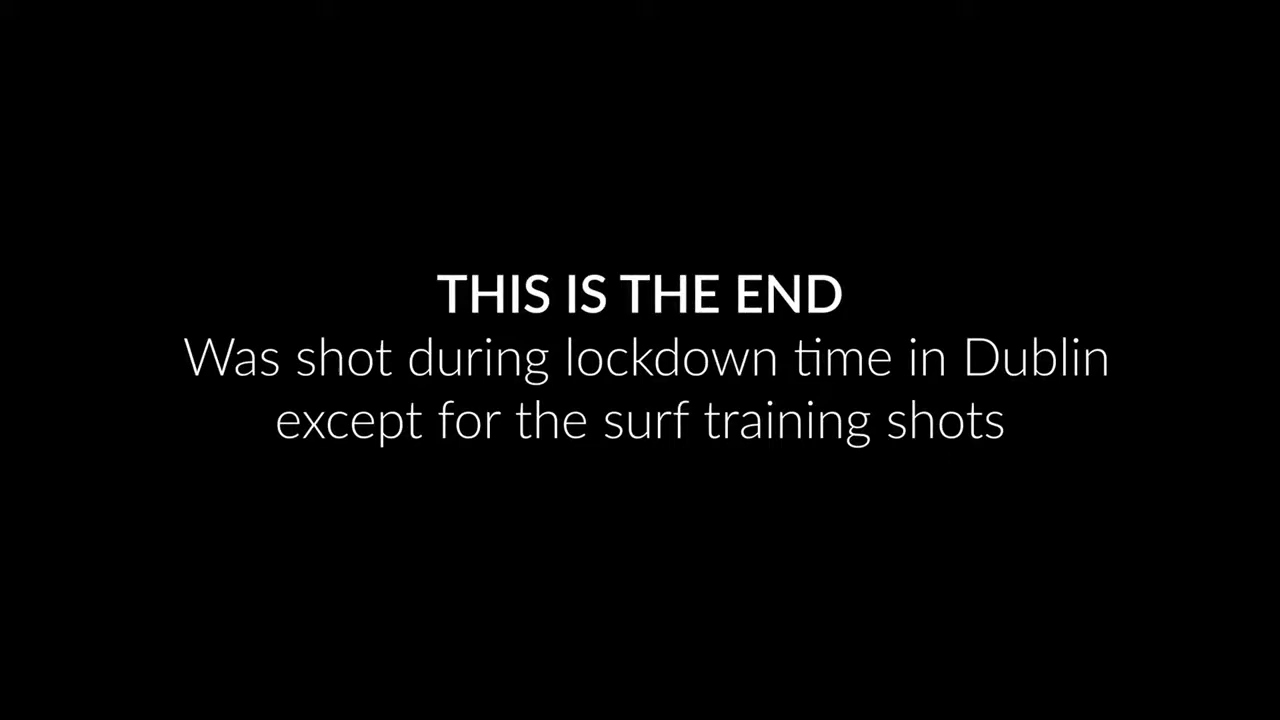 THIS IS THE END
Was shot during lockdown time in Dublin
except for the surf training shots